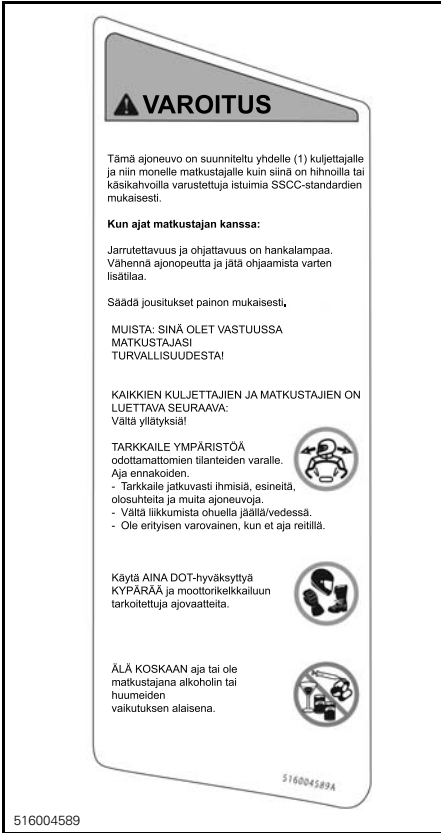 VAROITUS
Tämä ajoneuvo on suunniteltu yhdelle (1) kuljettajalle
ja niin monelle matkustajalle kuin siinä on hihnoilla tai
käsikahvoilla varustettuja istuimia SSCC-standardien
mukaisesti.
Kun ajat matkustajan kanssa:
Jarrutettavuus ja ohjattavuus on hankalampaa.
Vähennä ajonopeutta ja jätä ohjaamista varten
lisätilaa.
Säädä jousitukset painon mukaisesti.
MUISTA: SINÄ OLET VASTUUSSA
MATKUSTAJASI
TURVALLISUUDESTA!
KAIKKIEN KULJETTAJIEN JA MATKUSTAJIEN ON
LUETTAVA SEURAAVA:
Vältä yllätyksiä!
TARKKAILE YMPÄRISTÖÄ
odottamattomien tilanteiden varalle.
Aja ennakoiden.
- Tarkkaile jatkuvasti ihmisiä, esineitä,
olosuhteita ja muita ajoneuvoja.
- Vältä liikkumista ohuella jäällä/vedessä.
- Ole erityisen varovainen, kun et aja reitillä.
Käytä AINA DOT-hyväksyttyä
KYPÄRÄÄ ja moottorikelkkailuun
tarkoitettuja ajovaatteita.
ÄLÄ KOSKAAN aja tai ole
matkustajana alkoholin tai
huumeiden
vaikutuksen alaisena.
516004589A
516004589